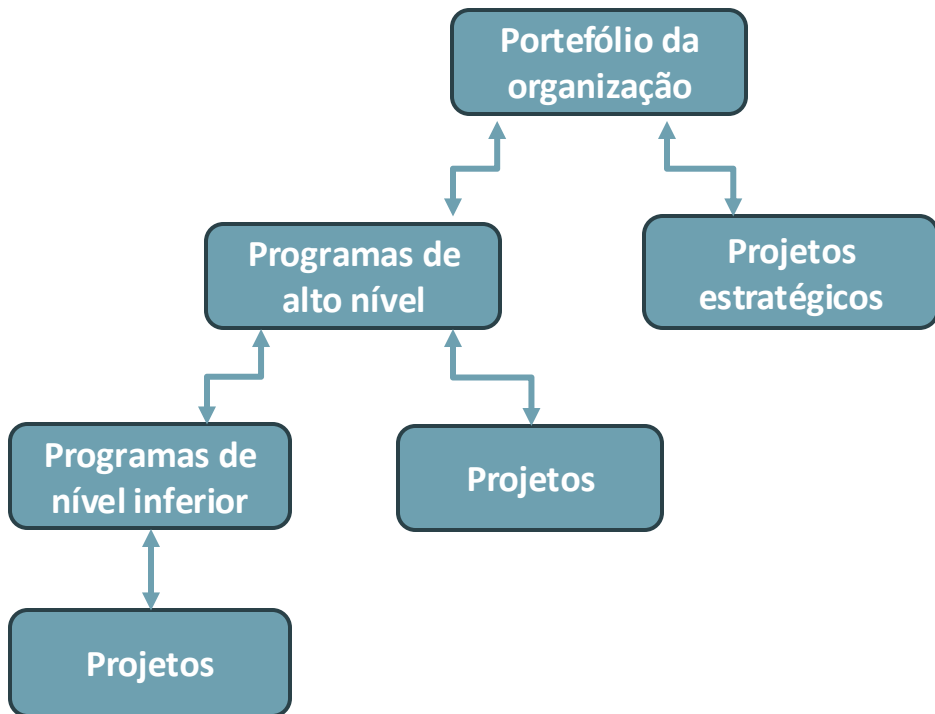 Portefólio da
organização
Programas de
alto nível
Projetos
estratégicos
Programas de
nível inferior
Projetos
Projetos